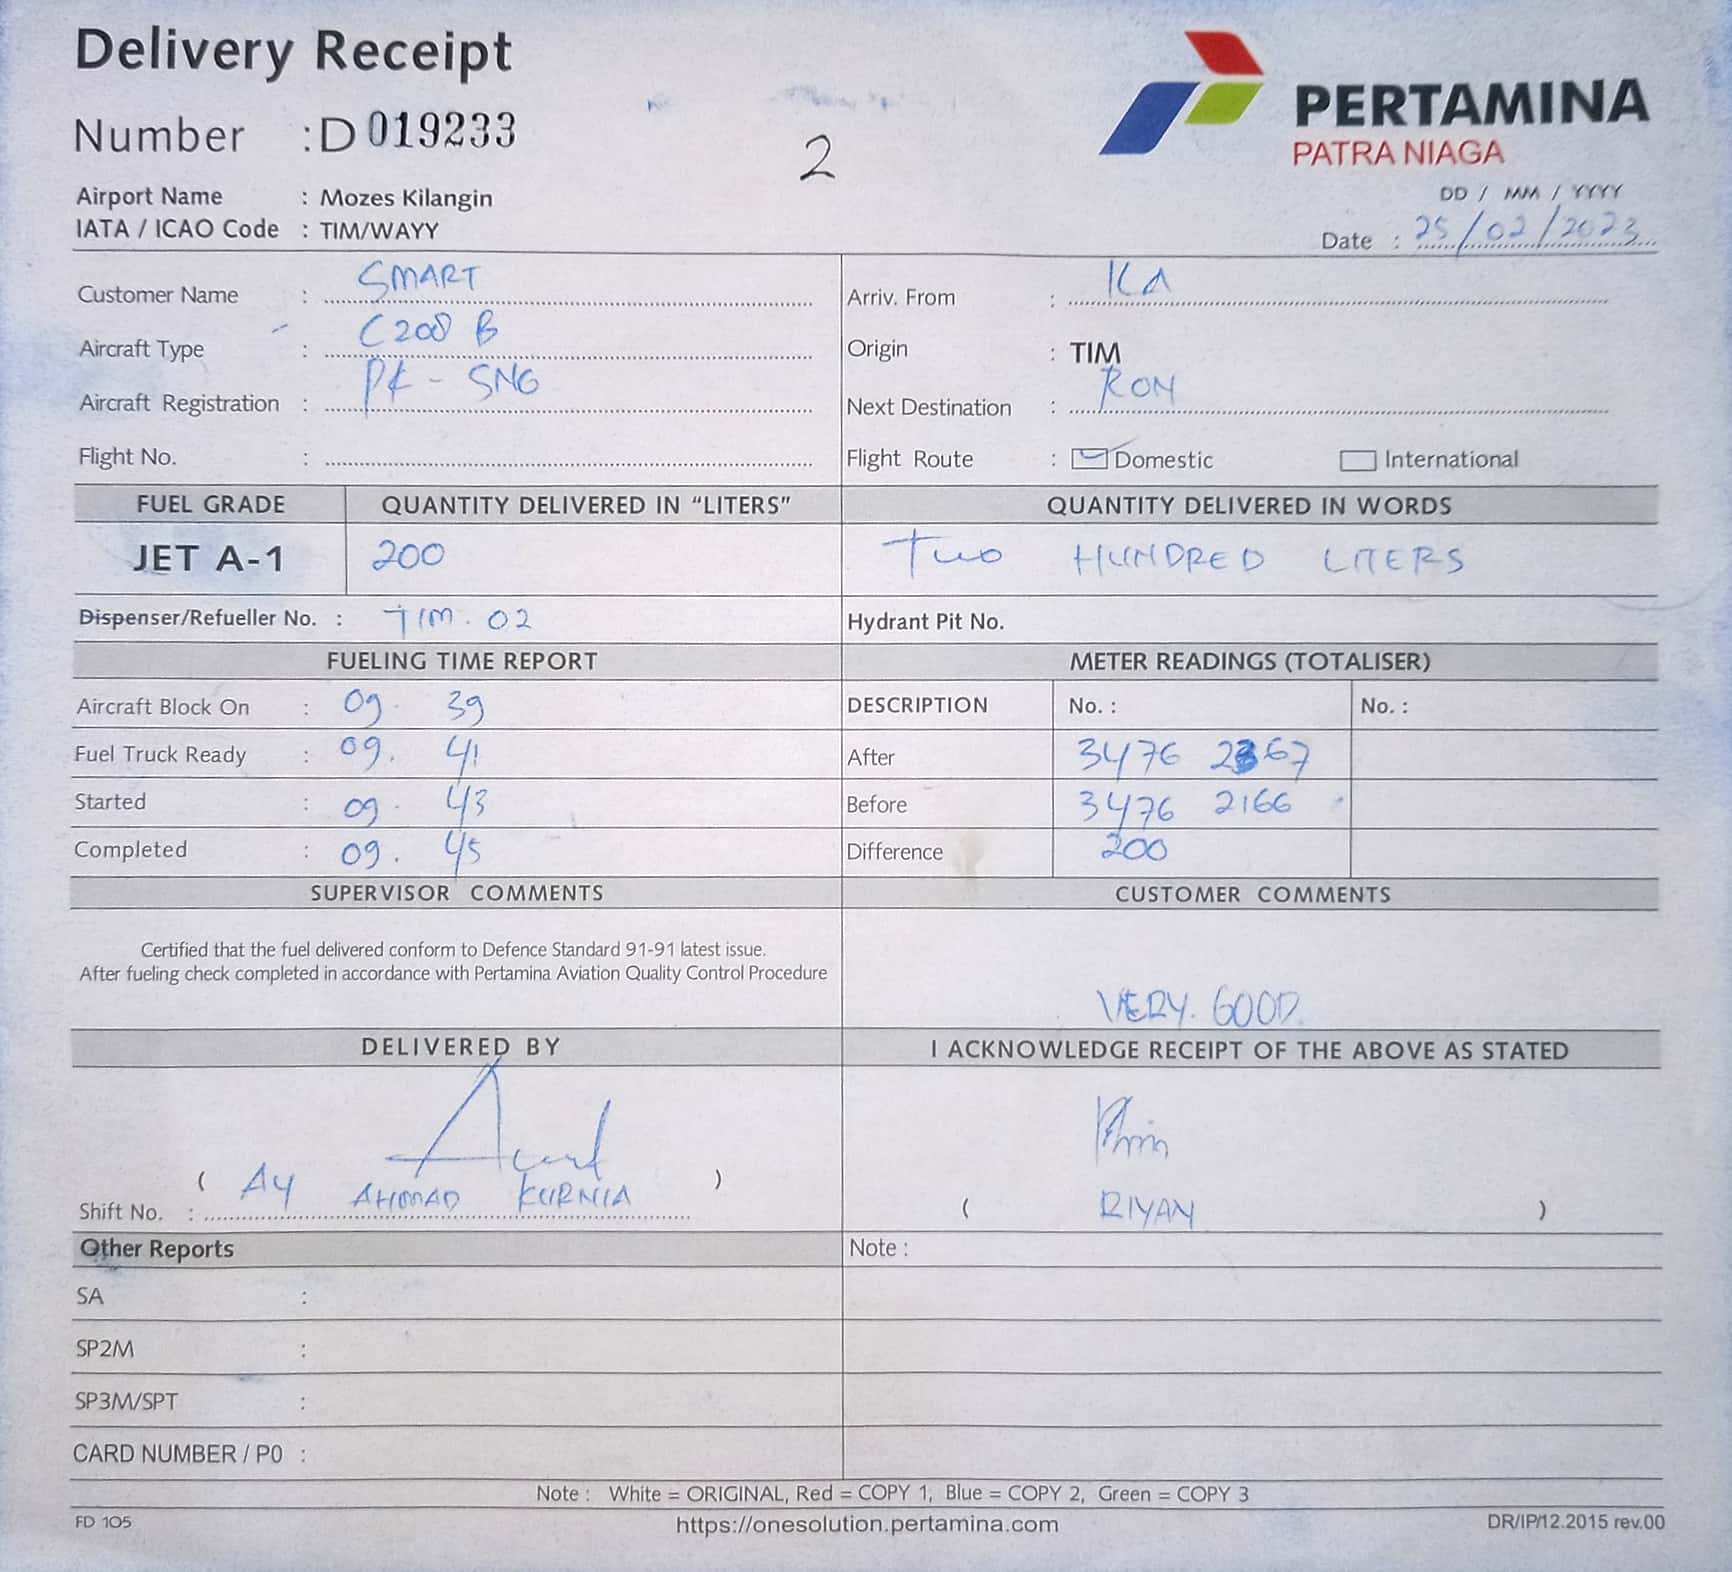 Delivery Receipt
PERTAMINA
PATRA NIAGA
Number : D 019233
2
Airport Name : Mozes Kilangin
DD / MM / YYYY
IATA / ICAO Code : TIM/WAYY
Date : 25/02/2023
Customer Name : SMART
Arriv. From : ILA
Aircraft Type : C208 B
Origin : TIM
Aircraft Registration : PK - SNG
Next Destination : RON
Flight No. :
Flight Route : Domestic International
FUEL GRADE QUANTITY DELIVERED IN “LITERS” QUANTITY DELIVERED IN WORDS
JET A-1 200 Two HUNDRED LITERS
Dispenser/Refueller No. : TIM. 02 Hydrant Pit No.
FUELING TIME REPORT METER READINGS (TOTALISER)
Aircraft Block On : 09. 39 DESCRIPTION No. : No. :
Fuel Truck Ready : 09. 41 After 3476 2367
Started : 09. 43 Before 3476 2166
Completed : 09. 45 Difference 200
SUPERVISOR COMMENTS CUSTOMER COMMENTS
Certified that the fuel delivered conform to Defence Standard 91-91 latest issue.
After fueling check completed in accordance with Pertamina Aviation Quality Control Procedure
VERY. GOOD.
DELIVERED BY I ACKNOWLEDGE RECEIPT OF THE ABOVE AS STATED
( AY AHMAD KURNIA )
Shift No. :
( RIYAN )
Other Reports Note :
SA :
SP2M :
SP3M/SPT :
CARD NUMBER / P0 :
Note : White = ORIGINAL, Red = COPY 1, Blue = COPY 2, Green = COPY 3
FD 105 https://onesolution.pertamina.com DR/IP/12.2015 rev.00